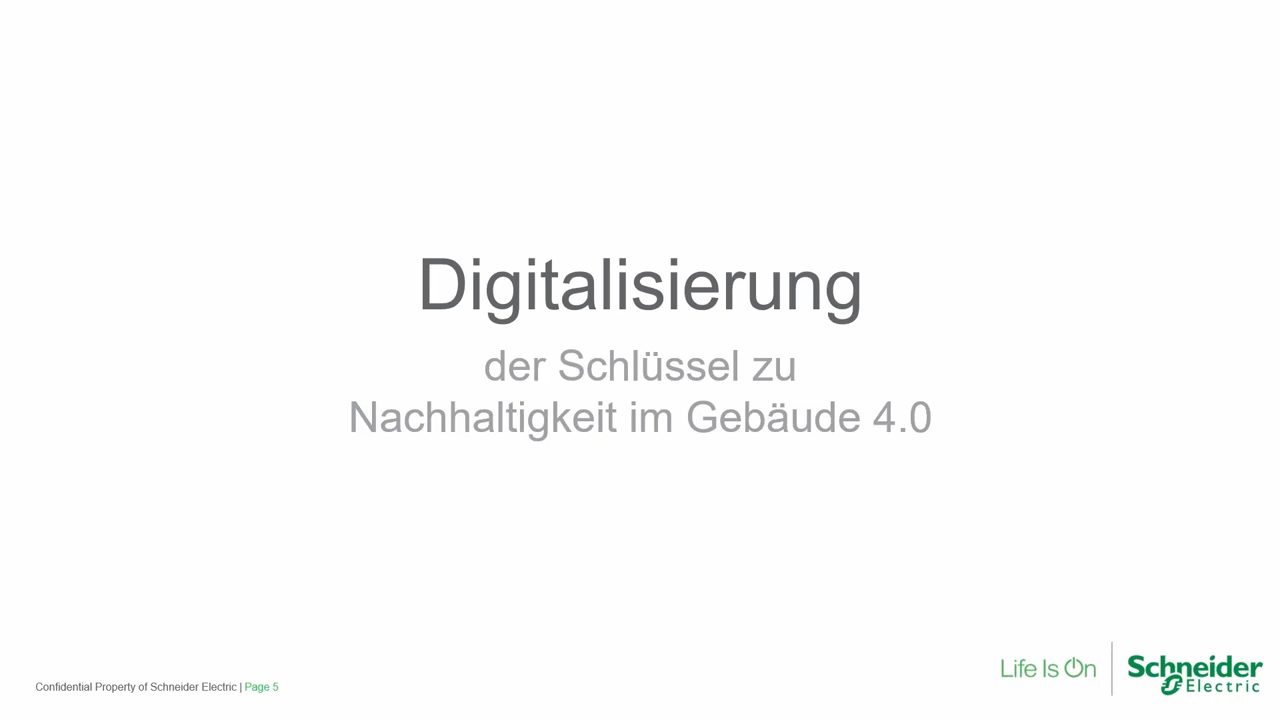 Digitalisierung
der Schlüssel zu
Nachhaltigkeit im Gebäude 4.0
Confidential Property of Schneider Electric | Page 5
Life Is On
Schneider
Electric